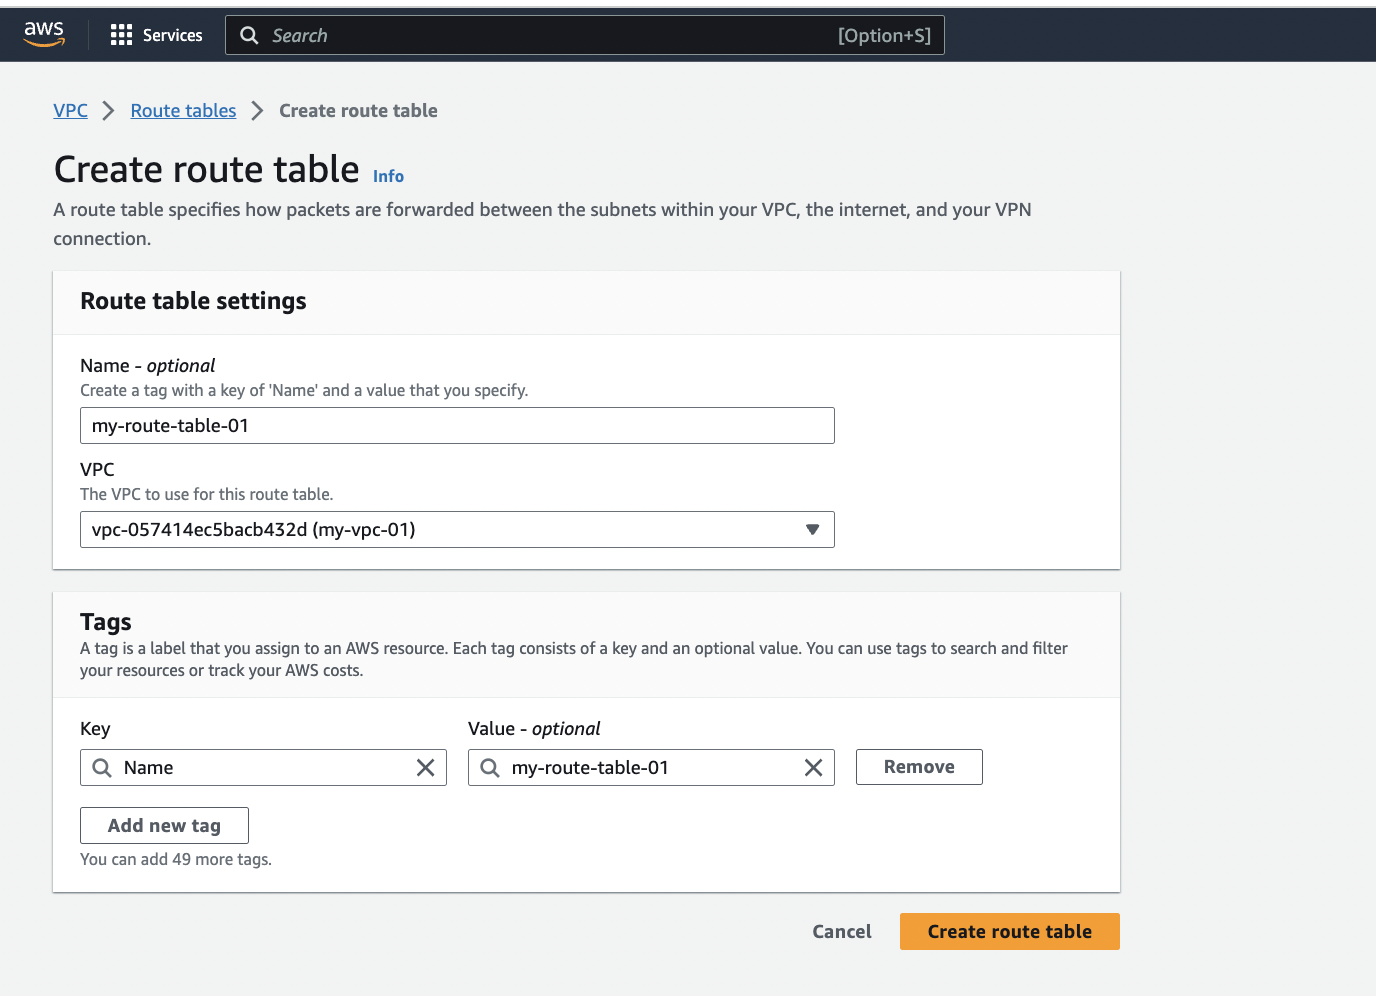 aws
Services
Search
[Option+S]
VPC
Route tables
Create route table
Create route table Info
A route table specifies how packets are forwarded between the subnets within your VPC, the internet, and your VPN
connection.
Route table settings
Name - optional
Create a tag with a key of 'Name' and a value that you specify.
my-route-table-01
VPC
The VPC to use for this route table.
vpc-057414ec5bacb432d (my-vpc-01)
Tags
A tag is a label that you assign to an AWS resource. Each tag consists of a key and an optional value. You can use tags to search and filter
your resources or track your AWS costs.
Key
Value - optional
Name
my-route-table-01
Remove
Add new tag
You can add 49 more tags.
Cancel
Create route table